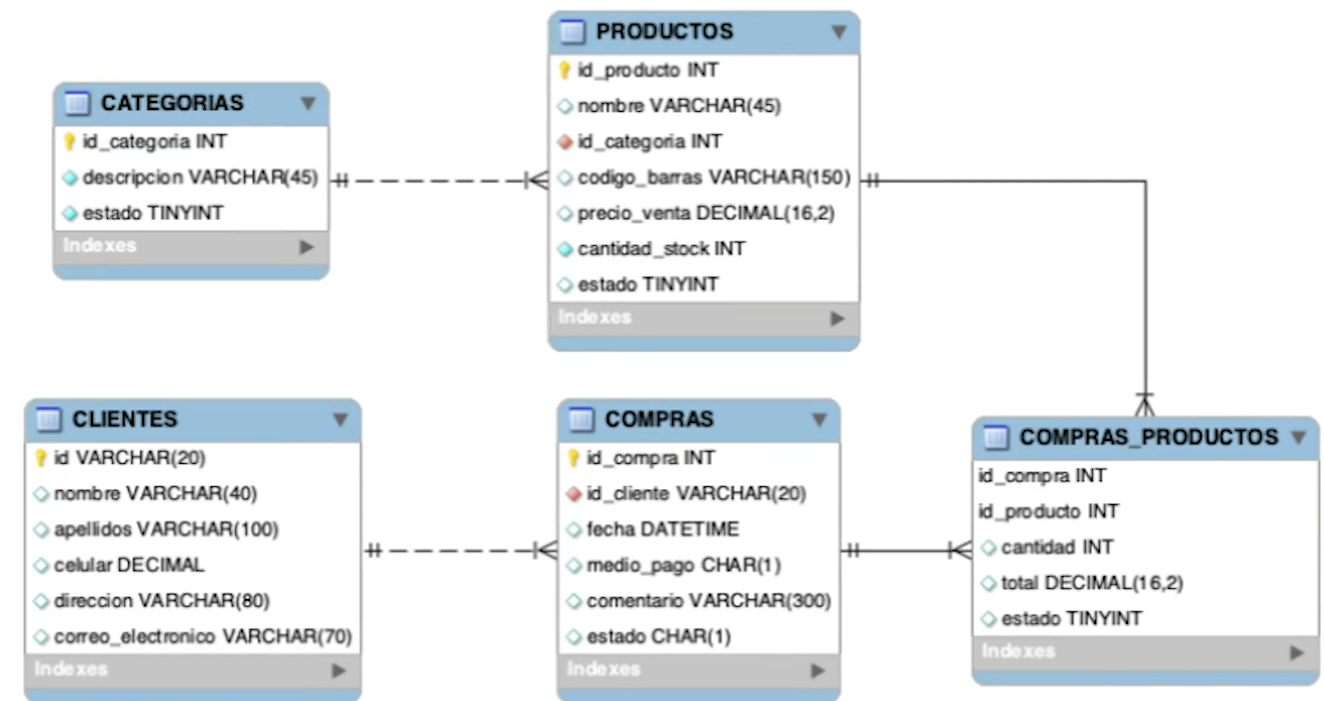 CATEGORIAS
id_categoria INT
descripcion VARCHAR(45)
estado TINYINT
Indexes
PRODUCTOS
id_producto INT
nombre VARCHAR(45)
id_categoria INT
codigo_barras VARCHAR(150)
precio_venta DECIMAL(16,2)
cantidad_stock INT
estado TINYINT
Indexes
CLIENTES
id VARCHAR(20)
nombre VARCHAR(40)
apellidos VARCHAR(100)
celular DECIMAL
direccion VARCHAR(80)
correo_electronico VARCHAR(70)
Indexes
COMPRAS
id_compra INT
id_cliente VARCHAR(20)
fecha DATETIME
medio_pago CHAR(1)
comentario VARCHAR(300)
estado CHAR(1)
Indexes
COMPRAS_PRODUCTOS
id_compra INT
id_producto INT
cantidad INT
total DECIMAL(16,2)
estado TINYINT
Indexes